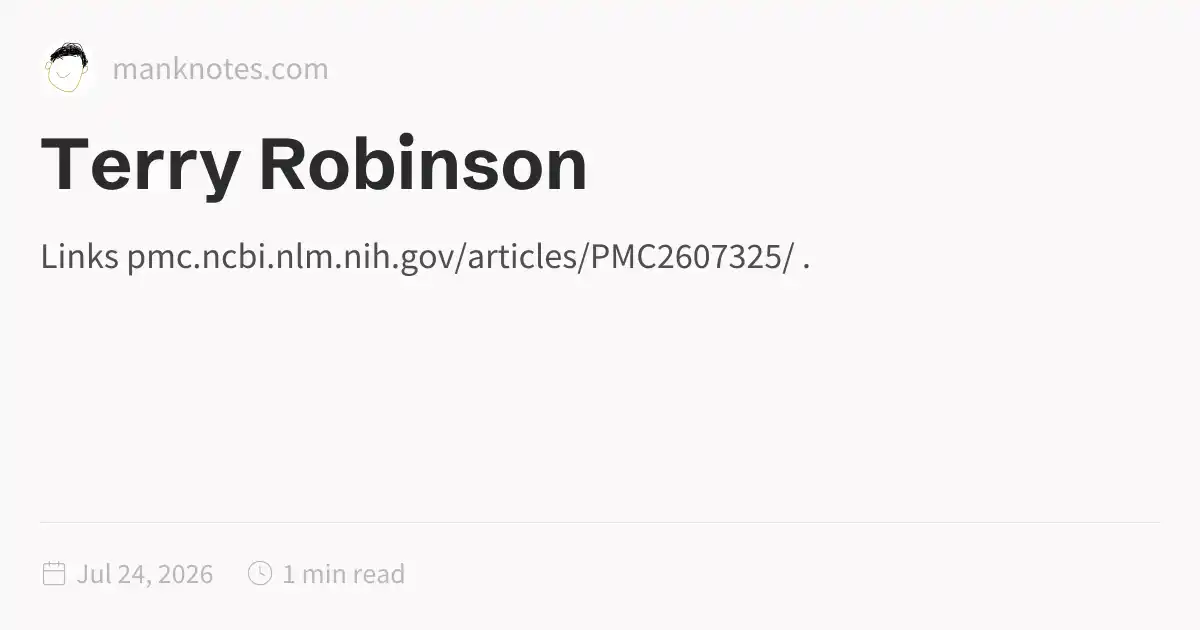 manknotes.com
Terry Robinson
Links pmc.ncbi.nlm.nih.gov/articles/PMC2607325/ .
Jul 24, 2026 1 min read